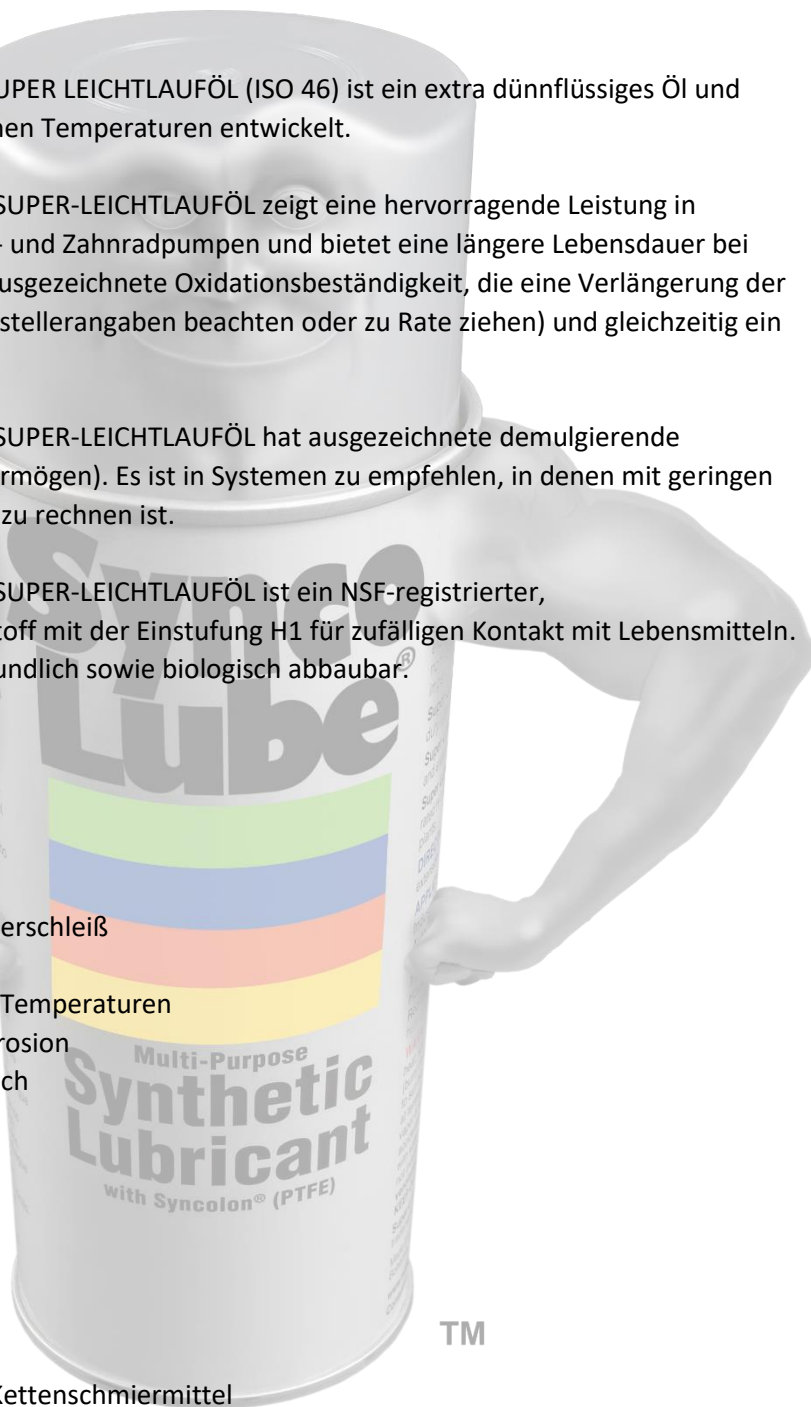 UPER LEICHTLAUFÖL (ISO 46) ist ein extra dünnflüssiges Öl und
nen Temperaturen entwickelt.
SUPER-LEICHTLAUFÖL zeigt eine hervorragende Leistung in
- und Zahnradpumpen und bietet eine längere Lebensdauer bei
usgezeichnete Oxidationsbeständigkeit, die eine Verlängerung der
stellerangaben beachten oder zu Rate ziehen) und gleichzeitig ein
SUPER-LEICHTLAUFÖL hat ausgezeichnete demulgierende
rmögen). Es ist in Systemen zu empfehlen, in denen mit geringen
zu rechnen ist.
SUPER-LEICHTLAUFÖL ist ein NSF-registrierter,
toff mit der Einstufung H1 für zufälligen Kontakt mit Lebensmitteln.
undlich sowie biologisch abbaubar.
Synco
Lube®
erschleiß
Temperaturen
rosion
ch
Multi-Purpose
Synthetic
Lubricant
with Syncolon® (PTFE)
TM
Kettenschmiermittel